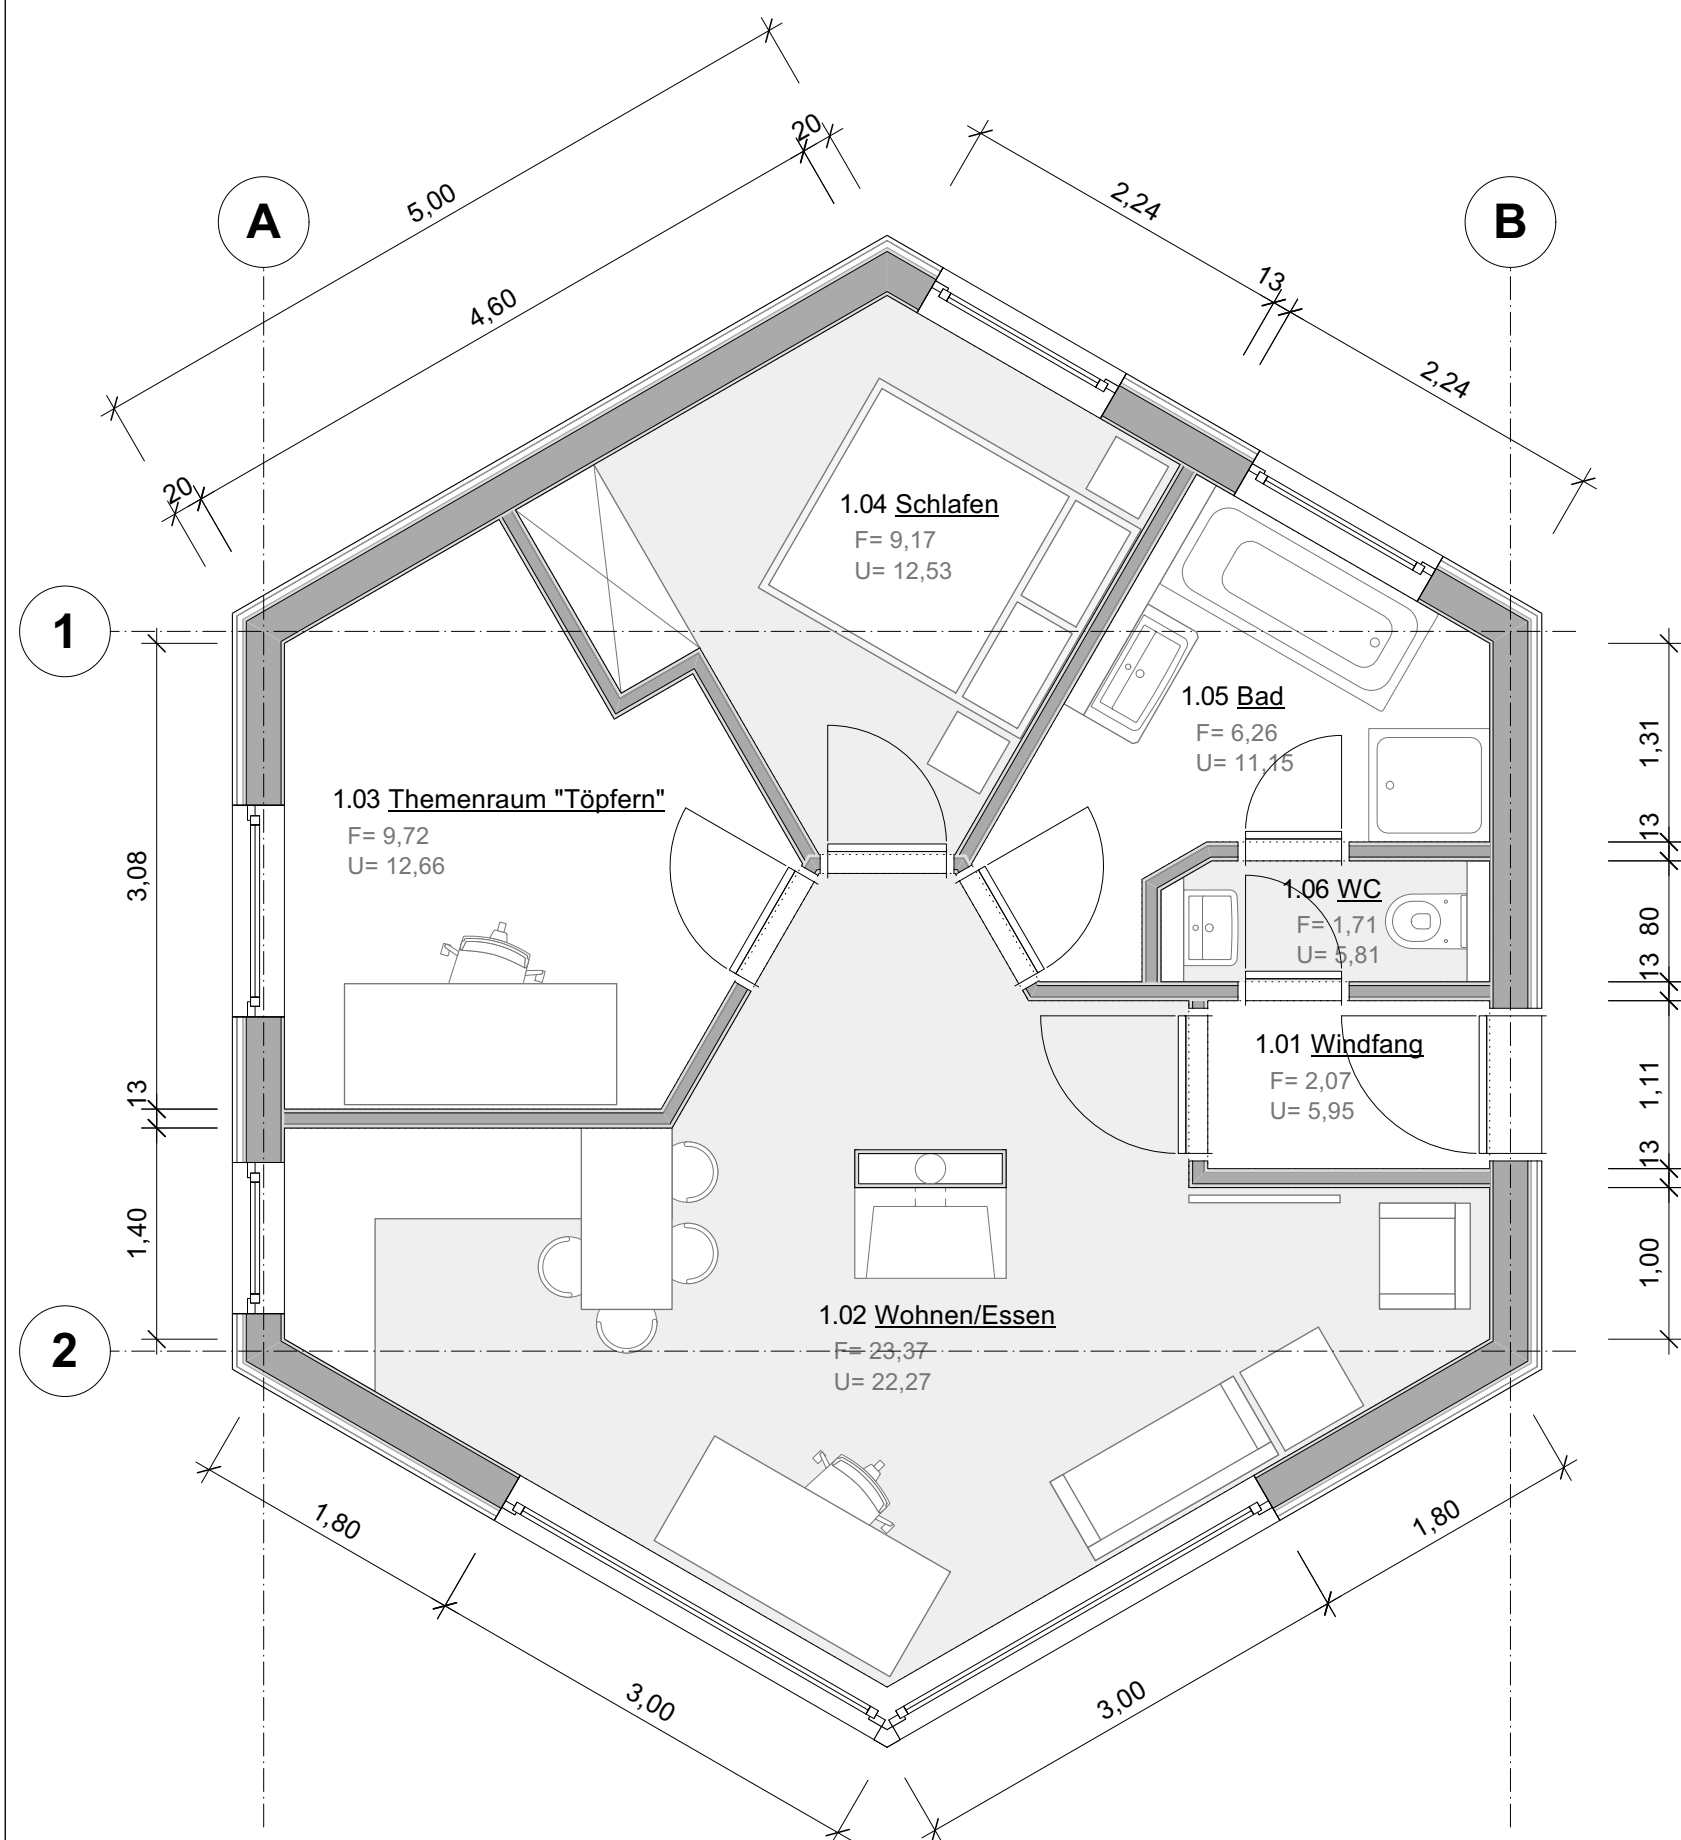 20
5,00
2,24
A
B
4,60
13
2,24
20
1.04 Schlafen
F= 9,17
U= 12,53
1
1.05 Bad
F= 6,26
U= 11,15
1,31
1.03 Themenraum "Töpfern"
F= 9,72
U= 12,66
3,08
13
1.06 WC
F= 1,71
U= 5,81
80
13
1.01 Windfang
F= 2,07
U= 5,95
1,11
13
13
1,40
1,00
1.02 Wohnen/Essen
F= 23,37
U= 22,27
2
1,80
1,80
3,00
3,00